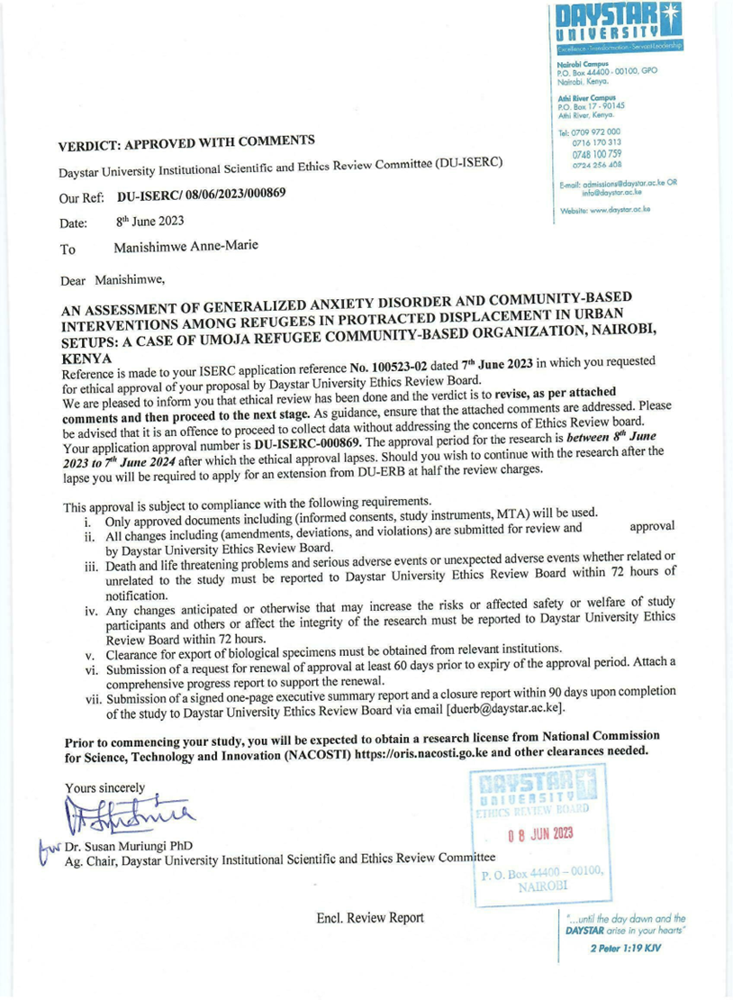 DAYSTAR
UNIVERSITY
Excellence - Transformation - Servant Leadership
Nairobi Campus
P.O. Box 44400 - 00100, GPO
Nairobi, Kenya.
Athi River Campus
P.O. Box 17 - 90145
Athi River, Kenya.
Tel: 0709 972 000
0716 170 313
0748 100 759
0724 256 408
E-mail: admissions@daystar.ac.ke OR
info@daystar.ac.ke
Website: www.daystar.ac.ke
VERDICT: APPROVED WITH COMMENTS
Daystar University Institutional Scientific and Ethics Review Committee (DU-ISERC)
Our Ref: DU-ISERC/ 08/06/2023/000869
Date: 8th June 2023
To Manishimwe Anne-Marie
Dear Manishimwe,
AN ASSESSMENT OF GENERALIZED ANXIETY DISORDER AND COMMUNITY-BASED
INTERVENTIONS AMONG REFUGEES IN PROTRACTED DISPLACEMENT IN URBAN
SETUPS: A CASE OF UMOJA REFUGEE COMMUNITY-BASED ORGANIZATION, NAIROBI,
KENYA
Reference is made to your ISERC application reference No. 100523-02 dated 7th June 2023 in which you requested
for ethical approval of your proposal by Daystar University Ethics Review Board.
We are pleased to inform you that ethical review has been done and the verdict is to revise, as per attached
comments and then proceed to the next stage. As guidance, ensure that the attached comments are addressed. Please
be advised that it is an offence to proceed to collect data without addressing the concerns of Ethics Review board.
Your application approval number is DU-ISERC-000869. The approval period for the research is between 8th June
2023 to 7th June 2024 after which the ethical approval lapses. Should you wish to continue with the research after the
lapse you will be required to apply for an extension from DU-ERB at half the review charges.
This approval is subject to compliance with the following requirements.
i. Only approved documents including (informed consents, study instruments, MTA) will be used.
ii. All changes including (amendments, deviations, and violations) are submitted for review and approval
by Daystar University Ethics Review Board.
iii. Death and life threatening problems and serious adverse events or unexpected adverse events whether related or
unrelated to the study must be reported to Daystar University Ethics Review Board within 72 hours of
notification.
iv. Any changes anticipated or otherwise that may increase the risks or affected safety or welfare of study
participants and others or affect the integrity of the research must be reported to Daystar University Ethics
Review Board within 72 hours.
v. Clearance for export of biological specimens must be obtained from relevant institutions.
vi. Submission of a request for renewal of approval at least 60 days prior to expiry of the approval period. Attach a
comprehensive progress report to support the renewal.
vii. Submission of a signed one-page executive summary report and a closure report within 90 days upon completion
of the study to Daystar University Ethics Review Board via email [duerb@daystar.ac.ke].
Prior to commencing your study, you will be expected to obtain a research license from National Commission
for Science, Technology and Innovation (NACOSTI) https://oris.nacosti.go.ke and other clearances needed.
Yours sincerely
for Dr. Susan Muriungi PhD
Ag. Chair, Daystar University Institutional Scientific and Ethics Review Committee
DAYSTAR
UNIVERSITY
ETHICS REVIEW BOARD
08 JUN 2023
P. O. Box 44400 – 00100,
NAIROBI
Encl. Review Report
"...until the day dawn and the
DAYSTAR arise in your hearts"
2 Peter 1:19 KJV